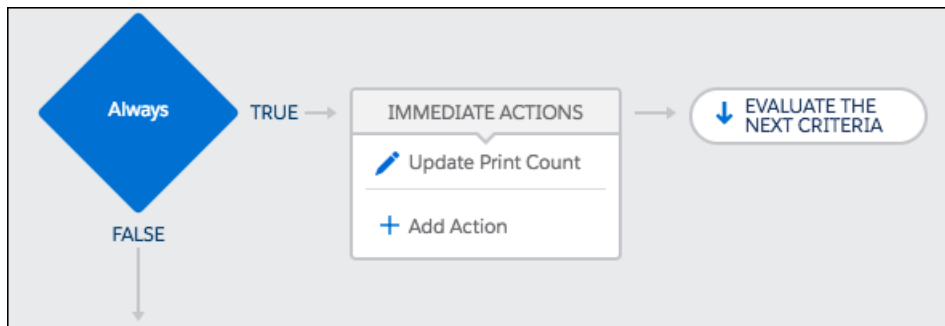 Always
TRUE
IMMEDIATE ACTIONS
EVALUATE THE
NEXT CRITERIA
Update Print Count
Add Action
FALSE